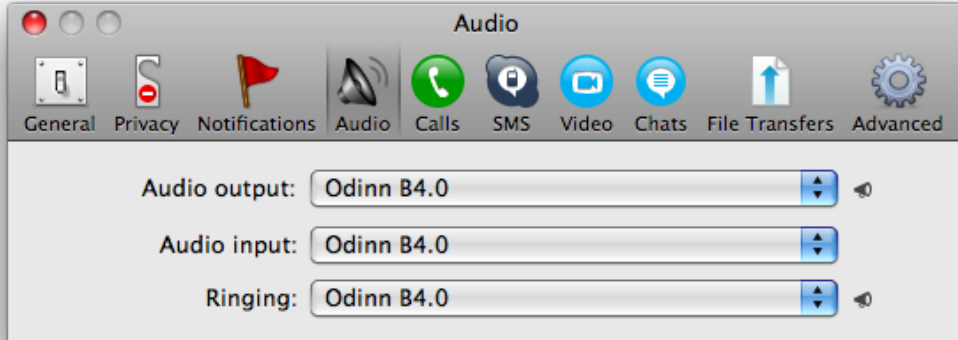 Audio
General Privacy Notifications Audio Calls SMS Video Chats File Transfers Advanced
Audio output: Odinn B4.0
Audio input: Odinn B4.0
Ringing: Odinn B4.0